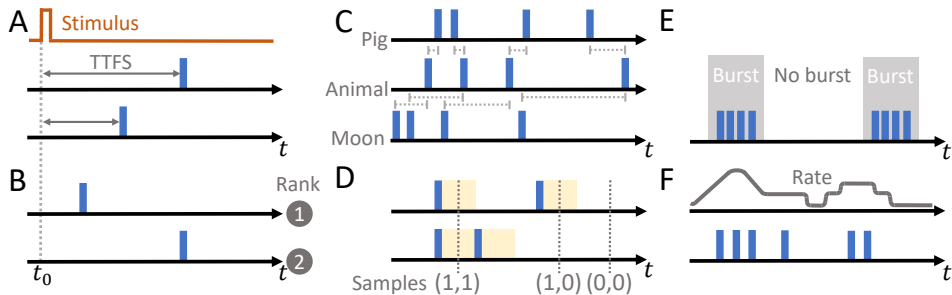 A
Stimulus
TTFS
t
B
Rank
1
2
t₀
t
C
Pig
Animal
Moon
t
D
Samples (1,1) (1,0) (0,0)
t
E
Burst No burst Burst
t
F
Rate
t